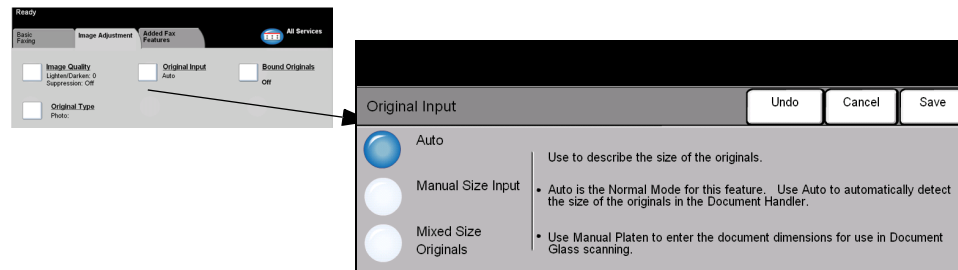 Ready
Basic Faxing
Image Adjustment
Added Fax Features
All Services
Image Quality
Lighten/Darken: 0
Suppression: Off
Original Input
Auto
Bound Originals
Off
Original Type
Photo:
Original Input
Undo
Cancel
Save
Auto
Manual Size Input
Mixed Size
Originals
Use to describe the size of the originals.
• Auto is the Normal Mode for this feature. Use Auto to automatically detect
the size of the originals in the Document Handler.
• Use Manual Platen to enter the document dimensions for use in Document
Glass scanning.